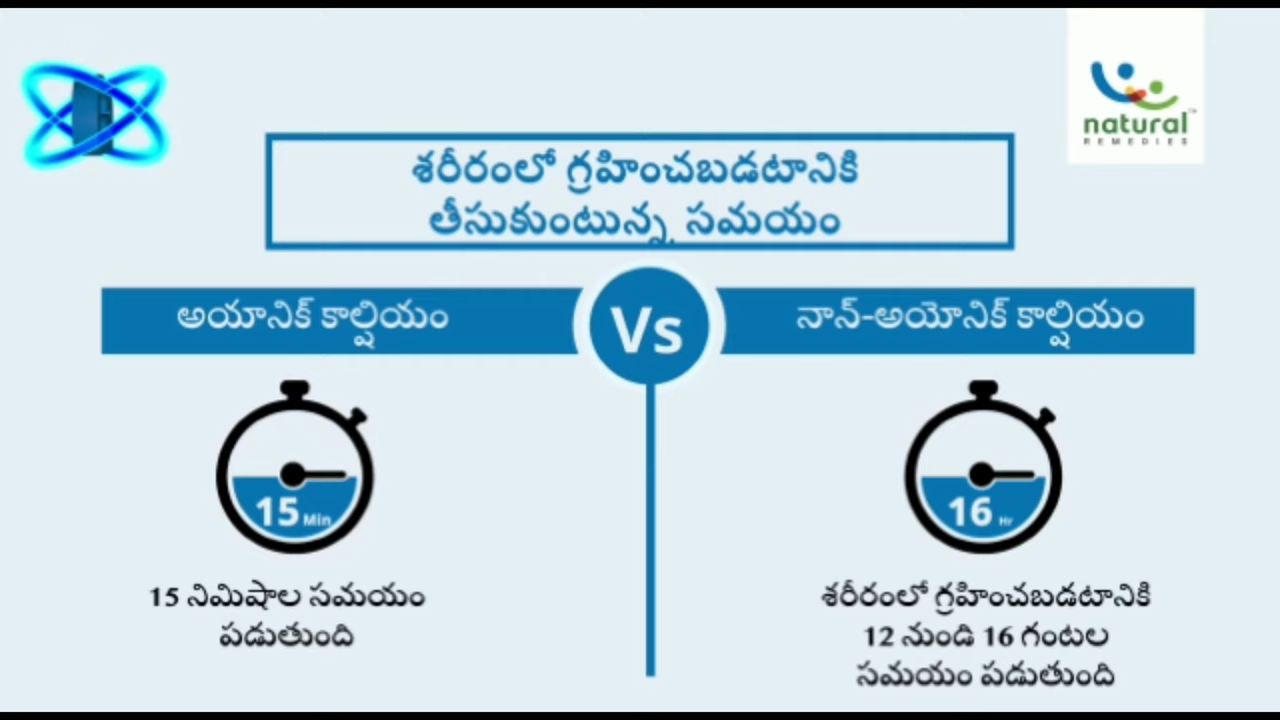 natural
REMEDIES
శరీరంలో గ్రహించబడటానికి
తీసుకుంటున్న సమయం
అయానిక్ కాల్షియం
Vs
నాన్-అయోనిక్ కాల్షియం
15 Min
16 Hr
15 నిమిషాల సమయం
పడుతుంది
శరీరంలో గ్రహించబడటానికి
12 నుండి 16 గంటల
సమయం పడుతుంది